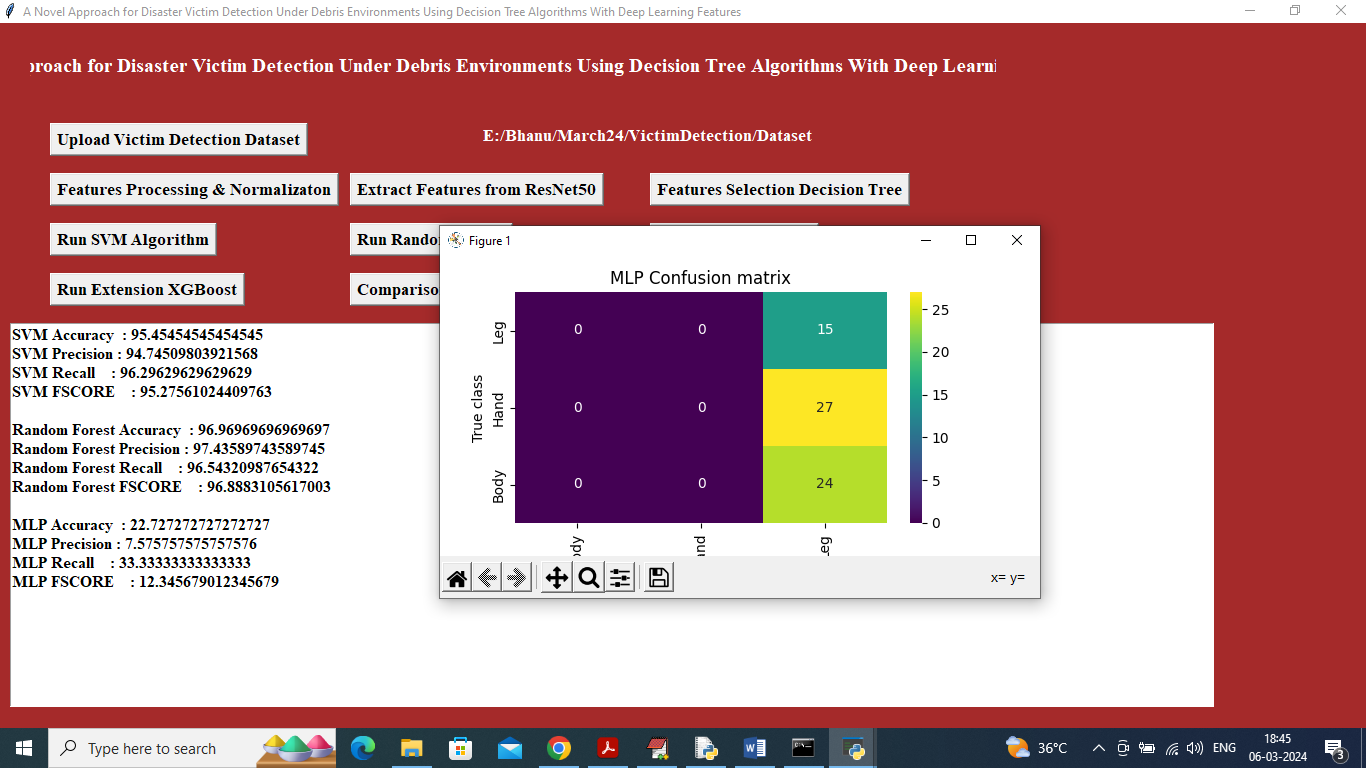 A Novel Approach for Disaster Victim Detection Under Debris Environments Using Decision Tree Algorithms With Deep Learning Features
proach for Disaster Victim Detection Under Debris Environments Using Decision Tree Algorithms With Deep Learni
Upload Victim Detection Dataset
E:/Bhanu/March24/VictimDetection/Dataset
Features Processing & Normalizaton
Extract Features from ResNet50
Features Selection Decision Tree
Run SVM Algorithm
Run Rando
Run Extension XGBoost
Compariso
SVM Accuracy : 95.45454545454545
SVM Precision : 94.74509803921568
SVM Recall : 96.29629629629629
SVM FSCORE : 95.27561024409763
Random Forest Accuracy : 96.96969696969697
Random Forest Precision : 97.43589743589745
Random Forest Recall : 96.54320987654322
Random Forest FSCORE : 96.8883105617003
MLP Accuracy : 22.727272727272727
MLP Precision : 7.575757575757576
MLP Recall : 33.33333333333333
MLP FSCORE : 12.345679012345679
Figure 1
MLP Confusion matrix
True class
Leg
0 0 15
Hand
0 0 27
Body
0 0 24
ody
and
Leg
25
20
15
10
5
0
x= y=
Type here to search
36°C
ENG
18:45
06-03-2024
3